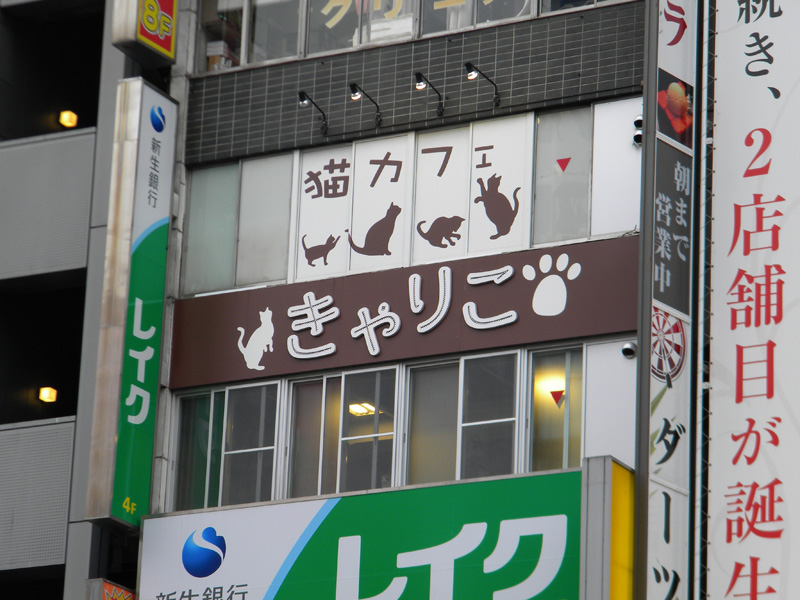 8F
新生銀行
レイク
4F
猫カフェ
きゃりこ
新生銀行
レイク
ラ
朝まで
営業中
ダーツ
続き、
2店舗目が誕生